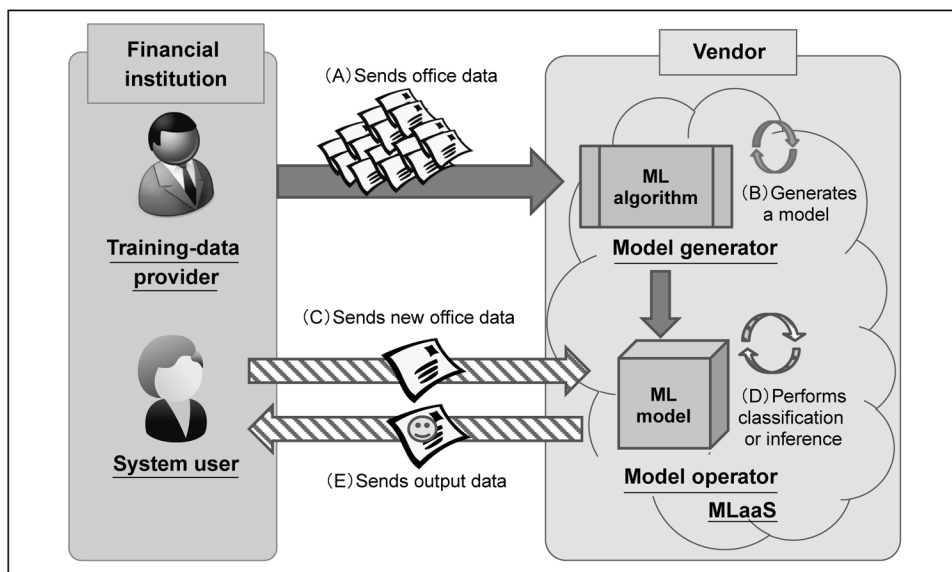 Financial
institution
Vendor
(A)Sends office data
ML
algorithm
(B)Generates
a model
Training-data
provider
Model generator
(C)Sends new office data
ML
model
(D)Performs
classification
or inference
System user
(E)Sends output data
Model operator
MLaaS